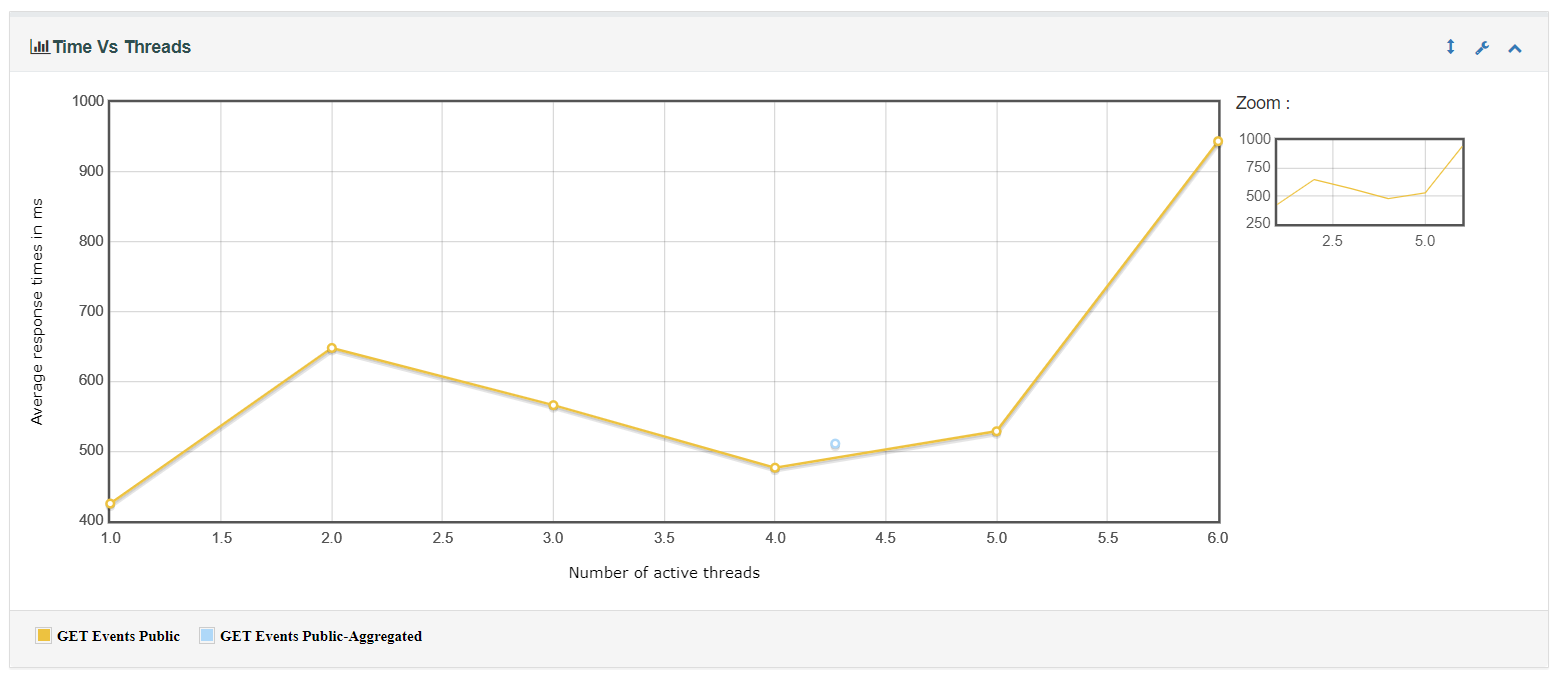 Time Vs Threads
Zoom :
1000
900
800
700
600
500
400
Average response times in ms
1.0 1.5 2.0 2.5 3.0 3.5 4.0 4.5 5.0 5.5 6.0
Number of active threads
1000
750
500
250
2.5 5.0
GET Events Public GET Events Public-Aggregated